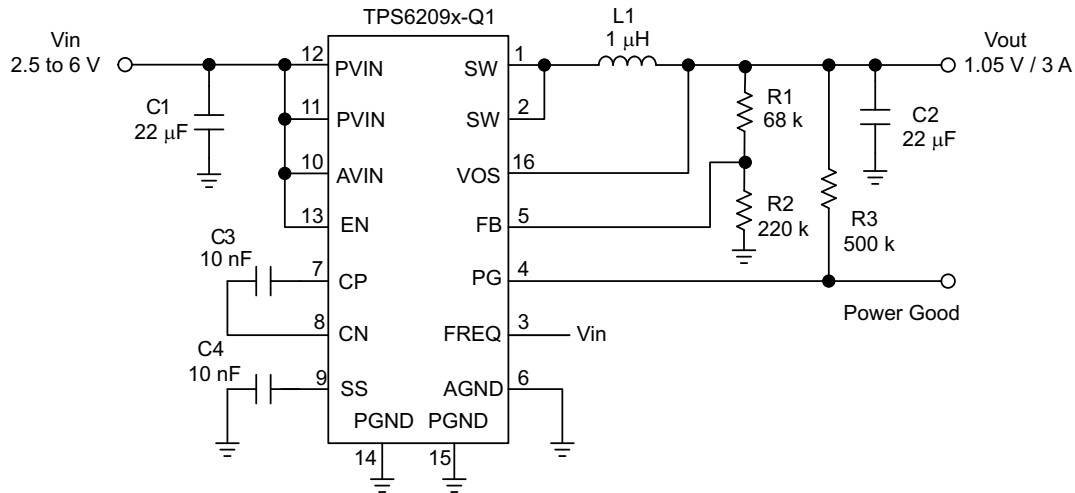 TPS6209x-Q1
Vin
2.5 to 6 V
C1
22 μF
12
PVIN
11
PVIN
10
AVIN
13
EN
C3
10 nF
7
CP
8
CN
C4
10 nF
9
SS
PGND
PGND
14
15
SW
1
SW
2
VOS
16
FB
5
PG
4
FREQ
3
Vin
AGND
6
L1
1 μH
R1
68 k
R2
220 k
R3
500 k
C2
22 μF
Vout
1.05 V / 3 A
Power Good